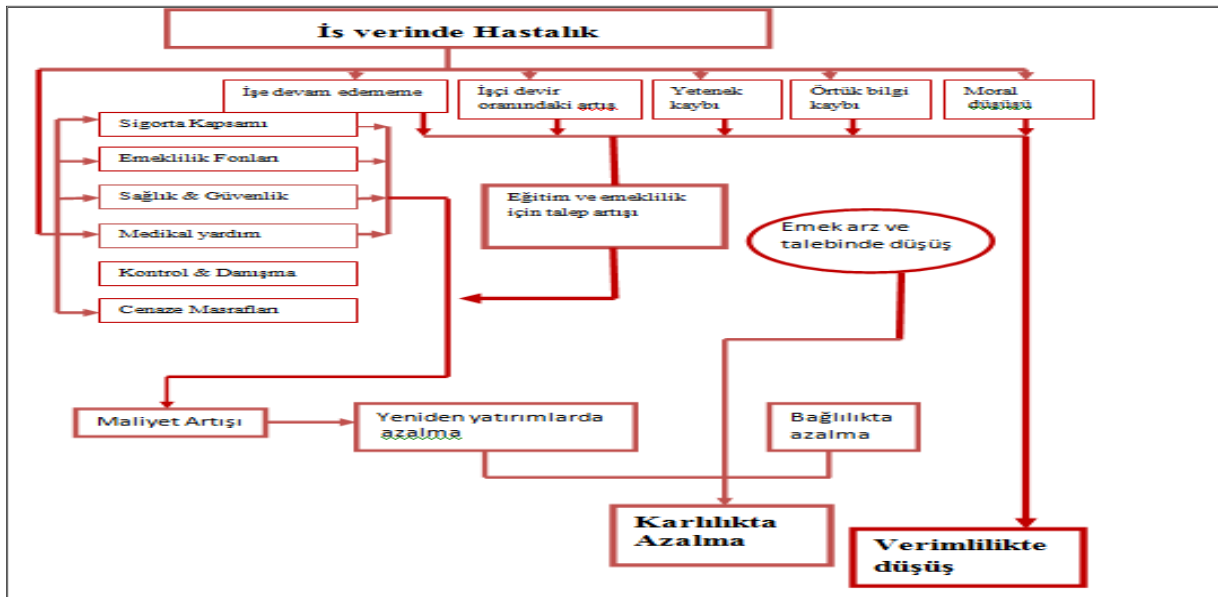 İş verinde Hastalık
İşe devam edememe
İşçi devir
oranındaki artış
Yetenek
kaybı
Örtük bilgi
kaybı
Moral
düşüşü
Sigorta Kapsamı
Emeklilik Fonları
Sağlık & Güvenlik
Medikal yardım
Kontrol & Danışma
Cenaze Masrafları
Eğitim ve emeklilik
için talep artışı
Emek arz ve
talebinde düşüş
Maliyet Artışı
Yeniden yatırımlarda
azalma
Bağlılıkta
azalma
Karlılıkta
Azalma
Verimlilikte
düşüş